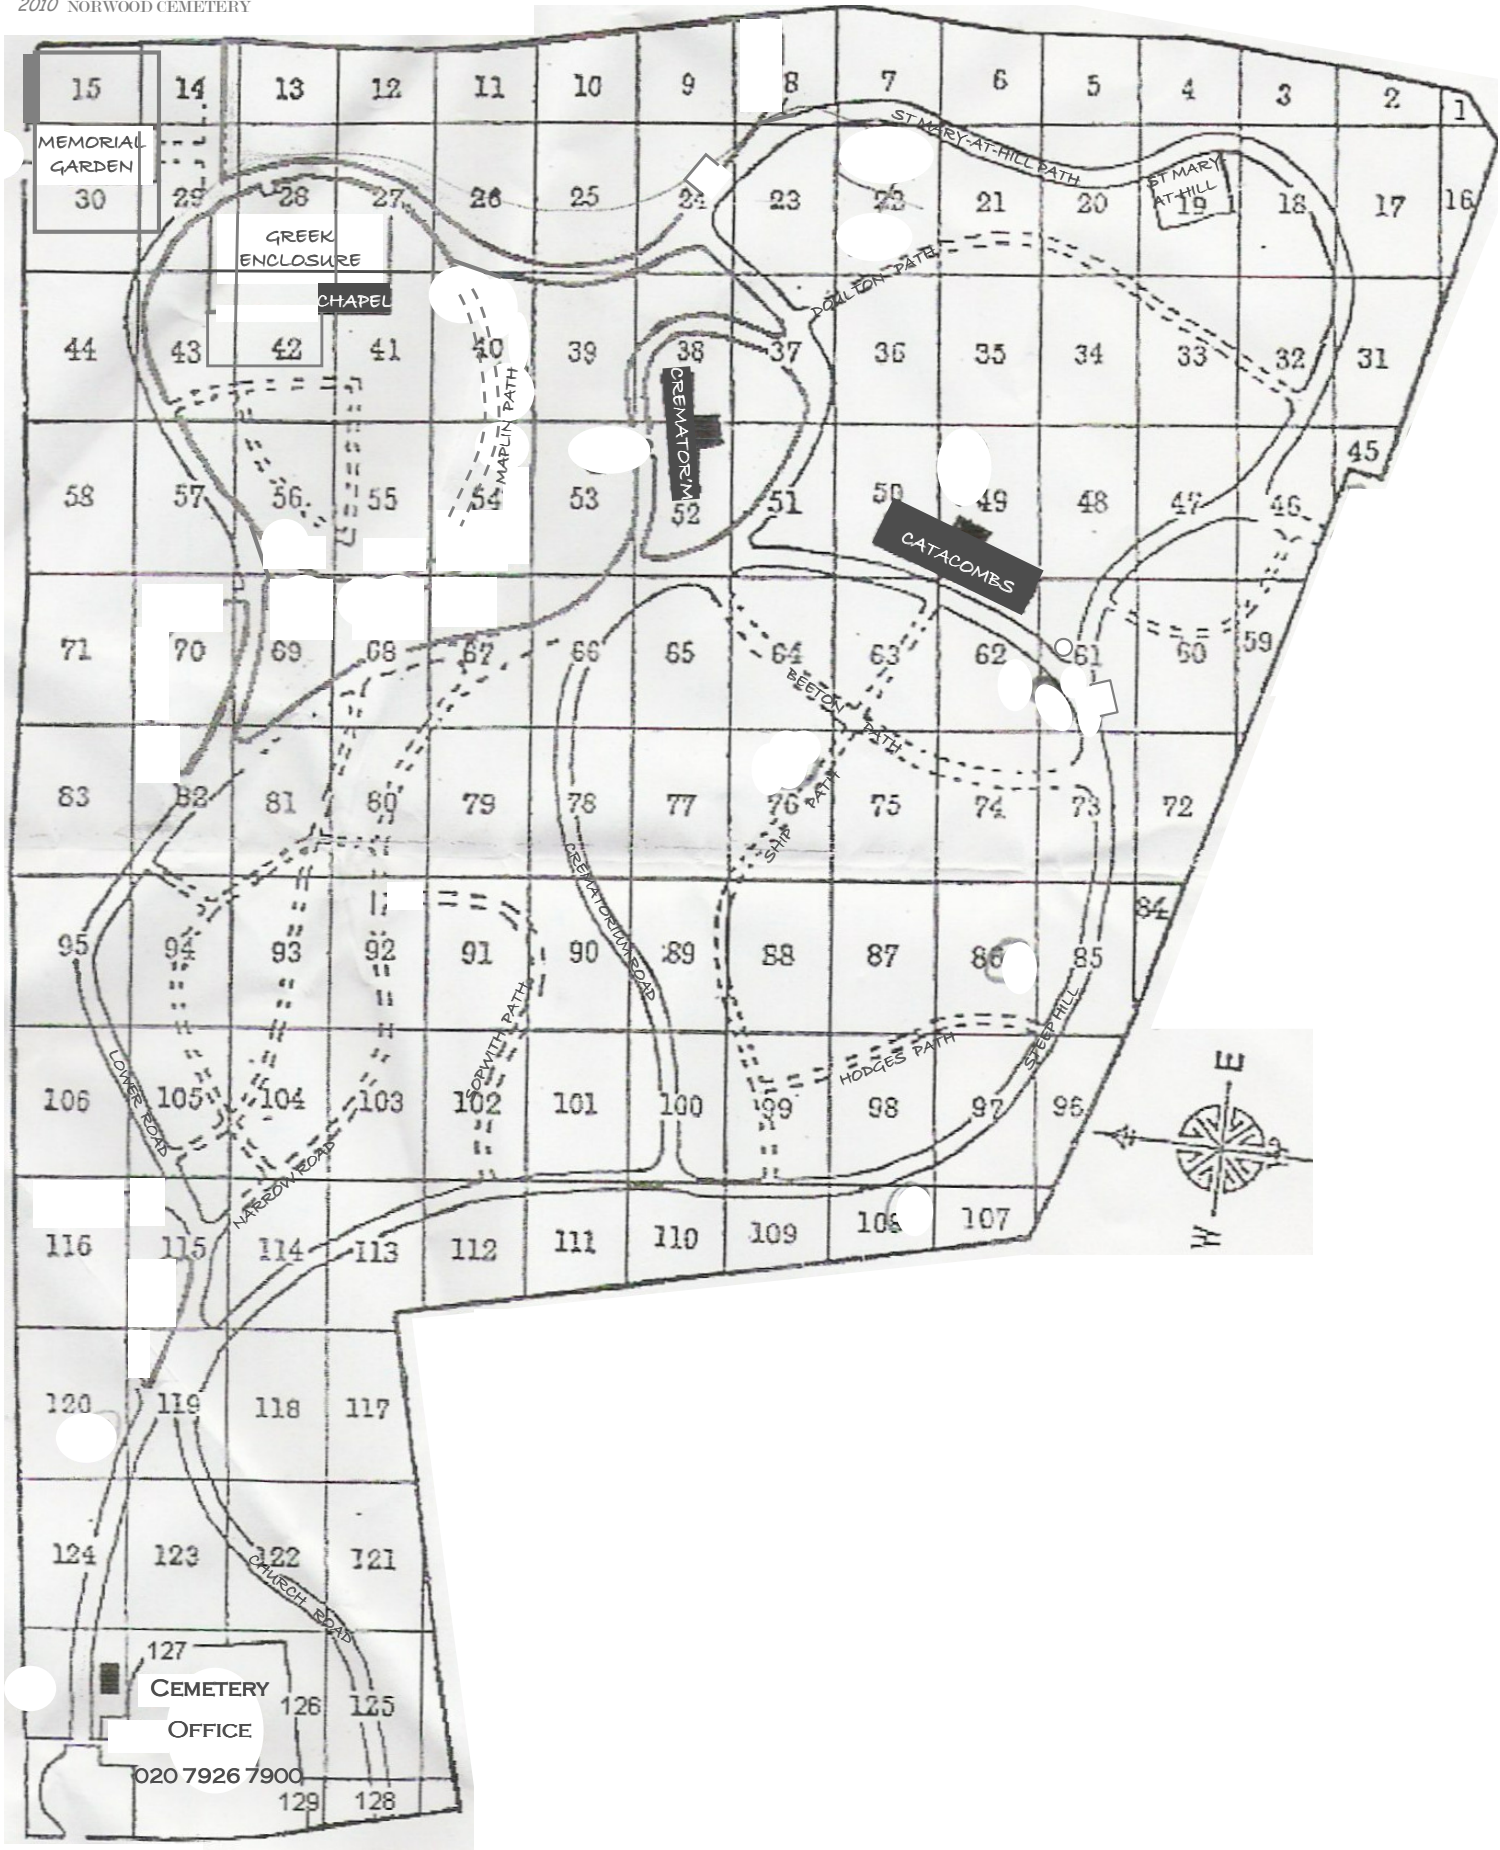 2010 NORWOOD CEMETERY
15 14 13 12 11 10 9 8 7 6 5 4 3 2 1
ST MARY-AT-HILL PATH
MEMORIAL
GARDEN
ST MARY-
AT-HILL
30 29 28 27 26 25 24 23 22 21 20 19 18 17 16
GREEK
ENCLOSURE
CHAPEL
DOULTON PATH
44 43 42 41 40 39 38 37 36 35 34 33 32 31
MAPLIN PATH
CREMATOR'M
58 57 56 55 54 53 52 51 50 49 48 47 46 45
CATACOMBS
71 70 69 68 67 66 65 64 63 62 61 60 59
BEETON PATH
83 82 81 80 79 78 77 76 75 74 73 72
SHIP PATH
CREMATORIUM ROAD
95 94 93 92 91 90 89 88 87 86 85 84
SOPWITH PATH
STEEP HILL
HODGES PATH
LOWER ROAD
106 105 104 103 102 101 100 99 98 97 96
NARROW ROAD
E
W
116 115 114 113 112 111 110 109 108 107
120 119 118 117
124 123 122 121
CHURCH ROAD
127
CEMETERY
126 125
OFFICE
020 7926 7900
129 128